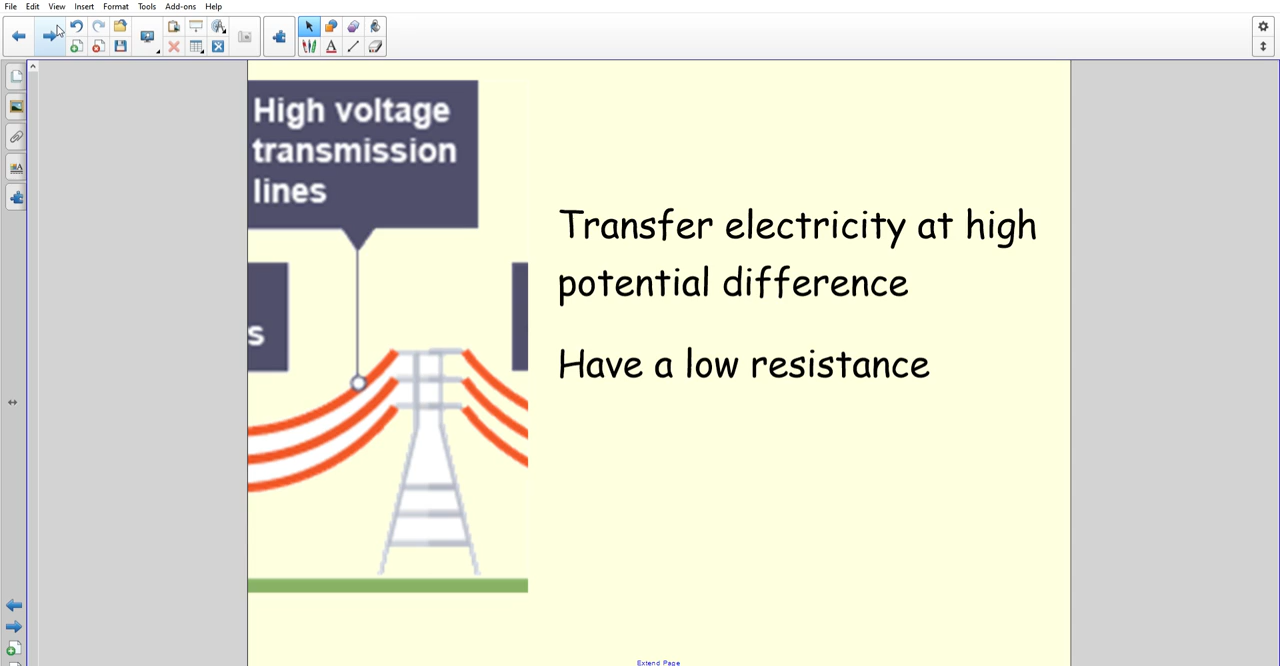 File Edit View Insert Format Tools Add-ons Help
High voltage
transmission
lines
Transfer electricity at high
potential difference
s
Have a low resistance
Extend Page